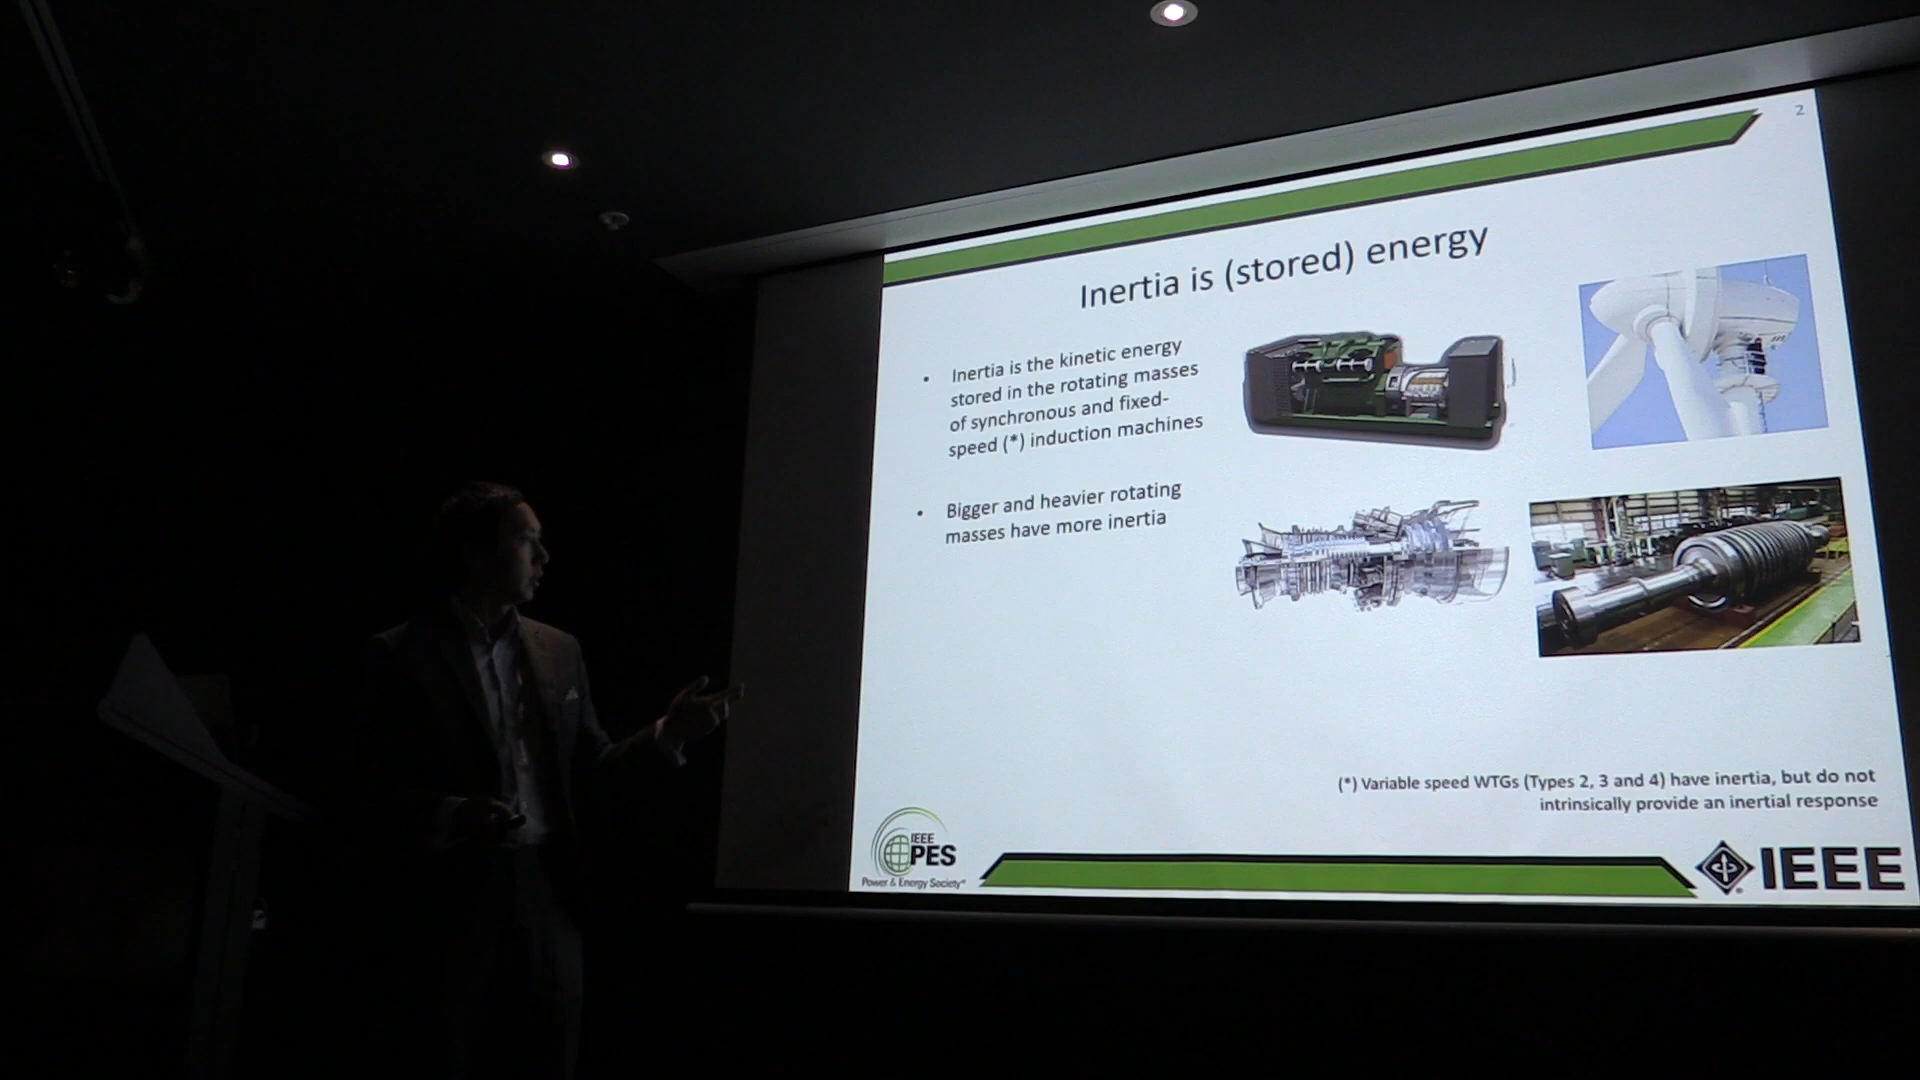 2
Inertia is (stored) energy
• Inertia is the kinetic energy
stored in the rotating masses
of synchronous and fixed-
speed (*) induction machines
• Bigger and heavier rotating
masses have more inertia
(*) Variable speed WTGs (Types 2, 3 and 4) have inertia, but do not
intrinsically provide an inertial response
IEEE
PES
Power & Energy Society®
IEEE